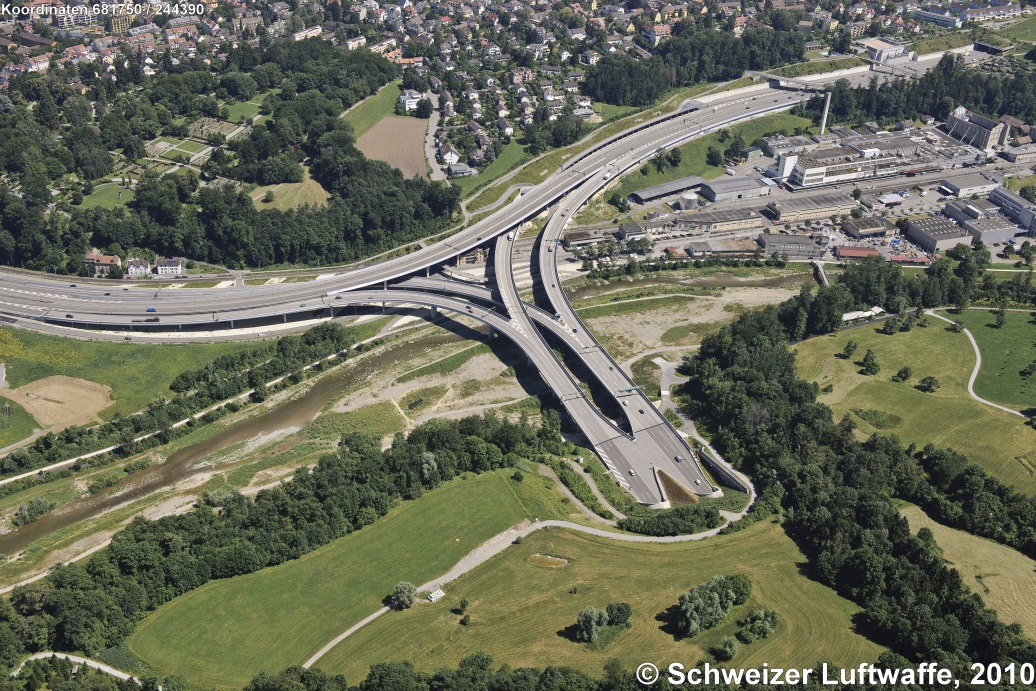 Koordinaten 681750 / 244390
© Schweizer Luftwaffe, 2010